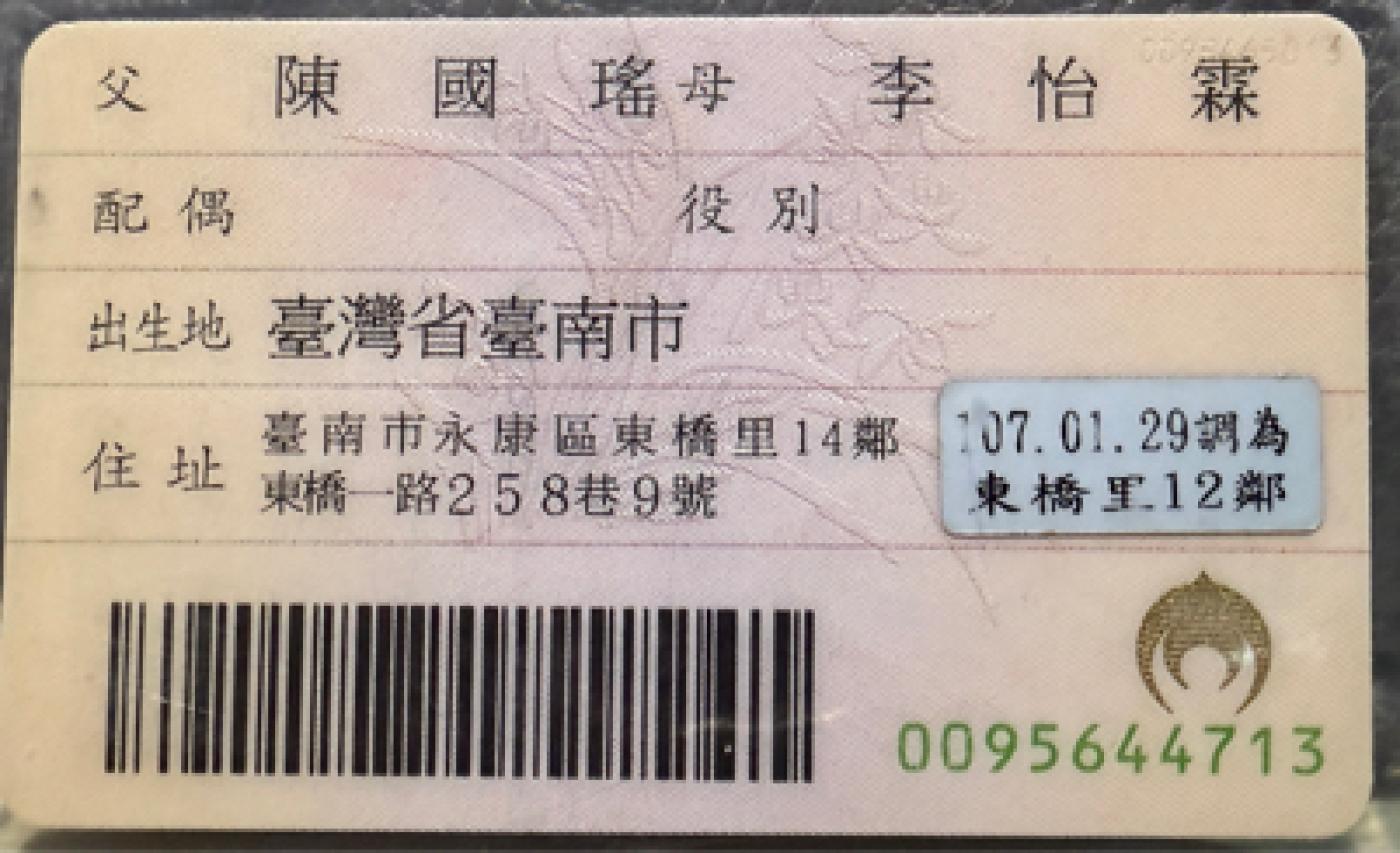 父 陳國瑤 母 李怡霖
配偶 役別
出生地 臺灣省臺南市
住址 臺南市永康區東橋里14鄰
東橋一路258巷9號
107.01.29調為
東橋里12鄰
0095644713